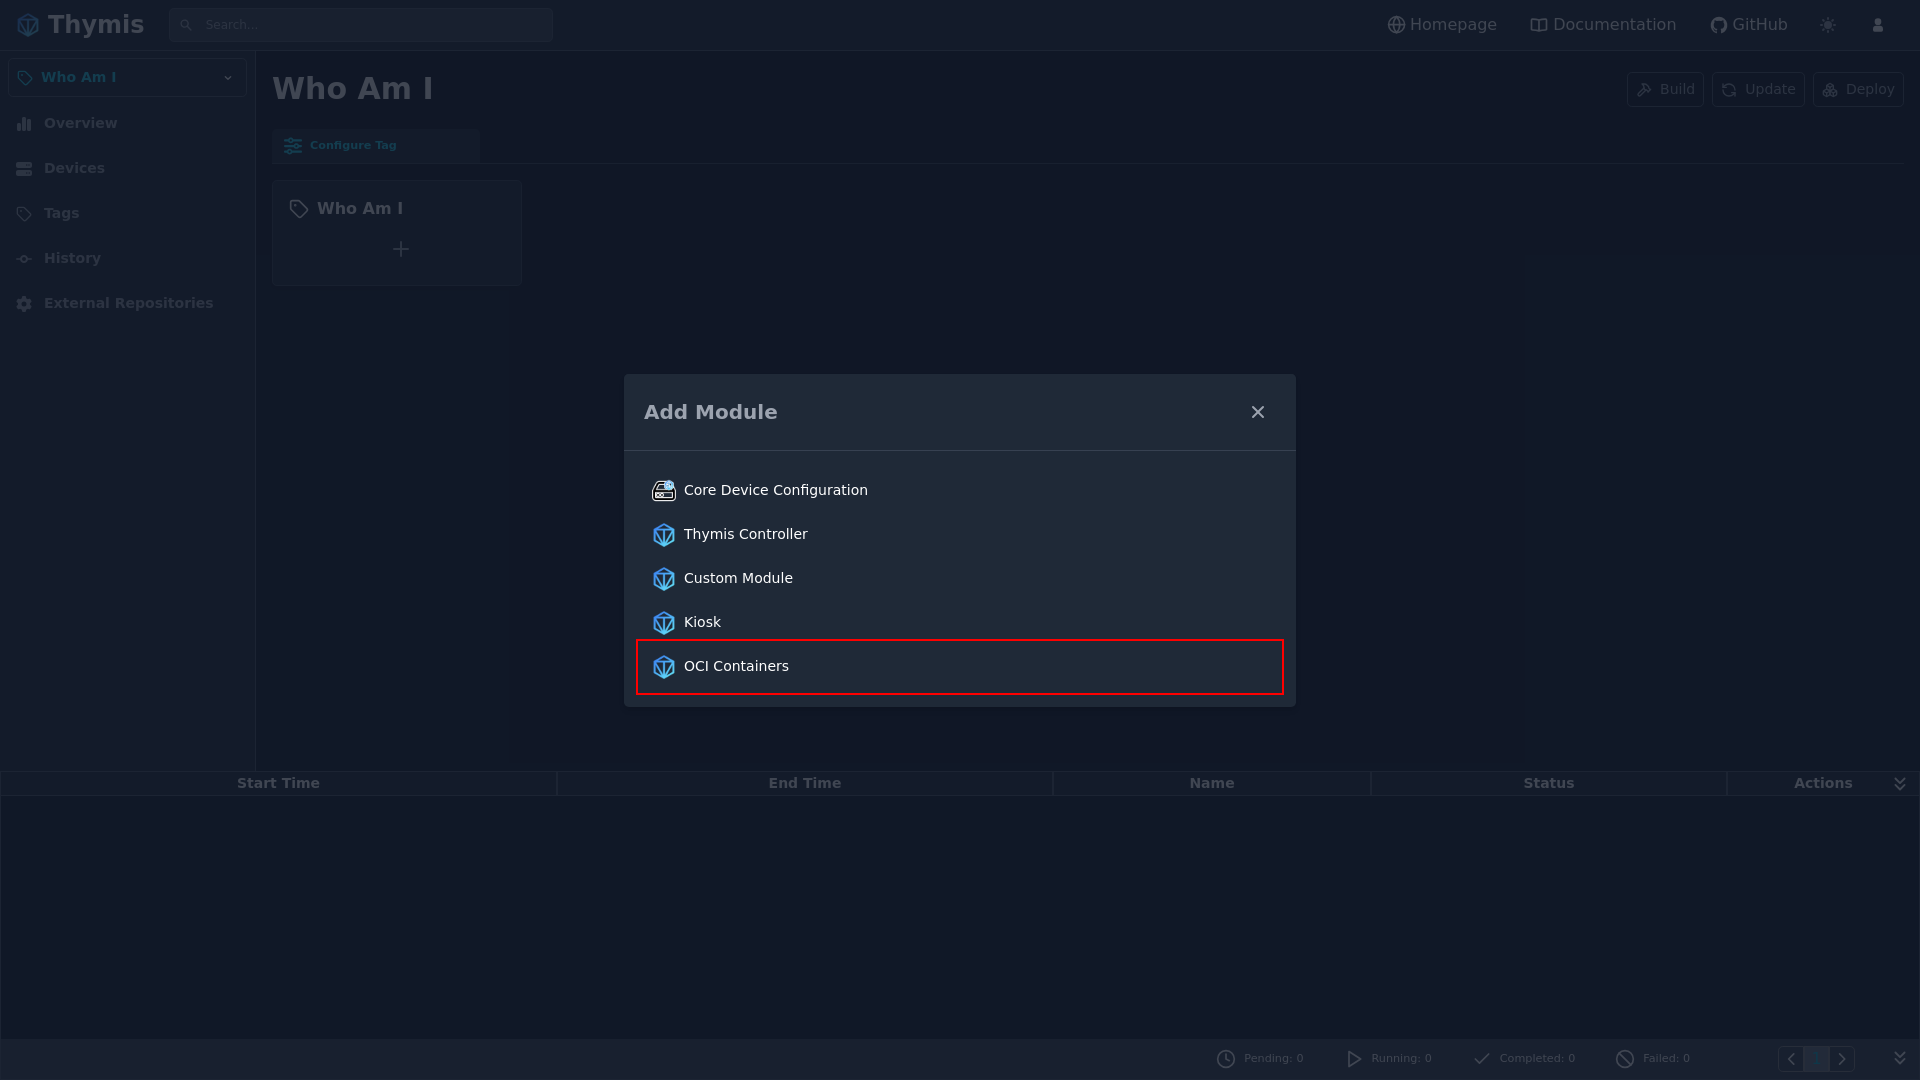 Thymis
Search...
Homepage
Documentation
GitHub
Who Am I
Overview
Devices
Tags
History
External Repositories
Who Am I
Build
Update
Deploy
Configure Tag
Who Am I
Add Module
Core Device Configuration
Thymis Controller
Custom Module
Kiosk
OCI Containers
Start Time
End Time
Name
Status
Actions
Pending: 0
Running: 0
Completed: 0
Failed: 0